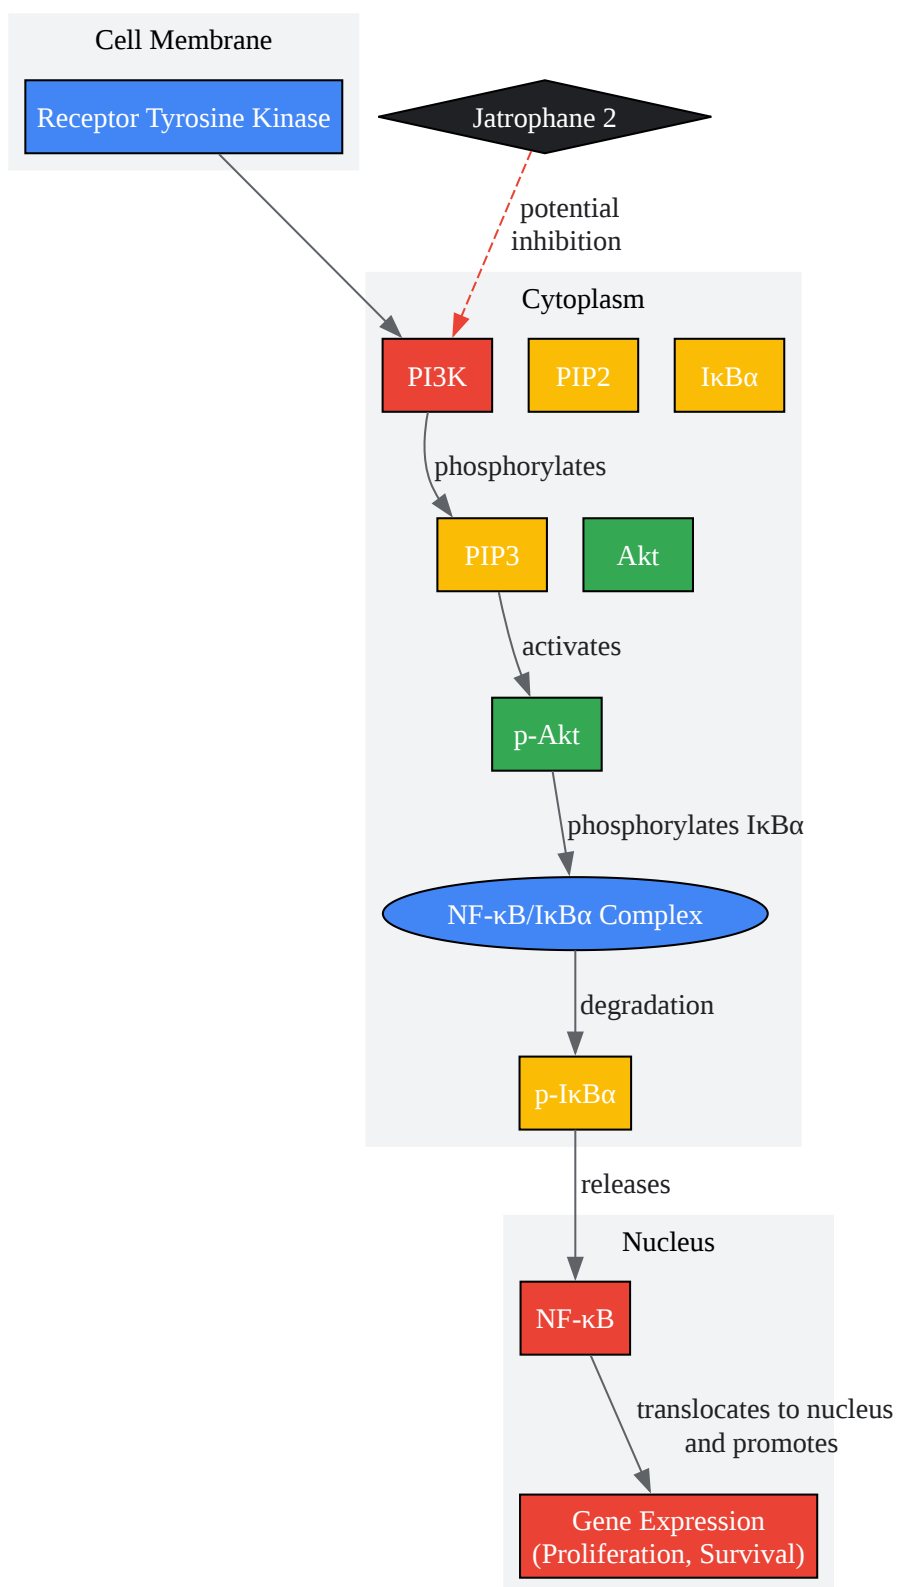 Cell Membrane
Receptor Tyrosine Kinase
Jatrophane 2
potential
inhibition
Cytoplasm
PI3K
PIP2
IκBα
phosphorylates
PIP3
Akt
activates
p-Akt
phosphorylates IκBα
NF-κB/IκBα Complex
degradation
p-IκBα
releases
Nucleus
NF-κB
translocates to nucleus
and promotes
Gene Expression
(Proliferation, Survival)